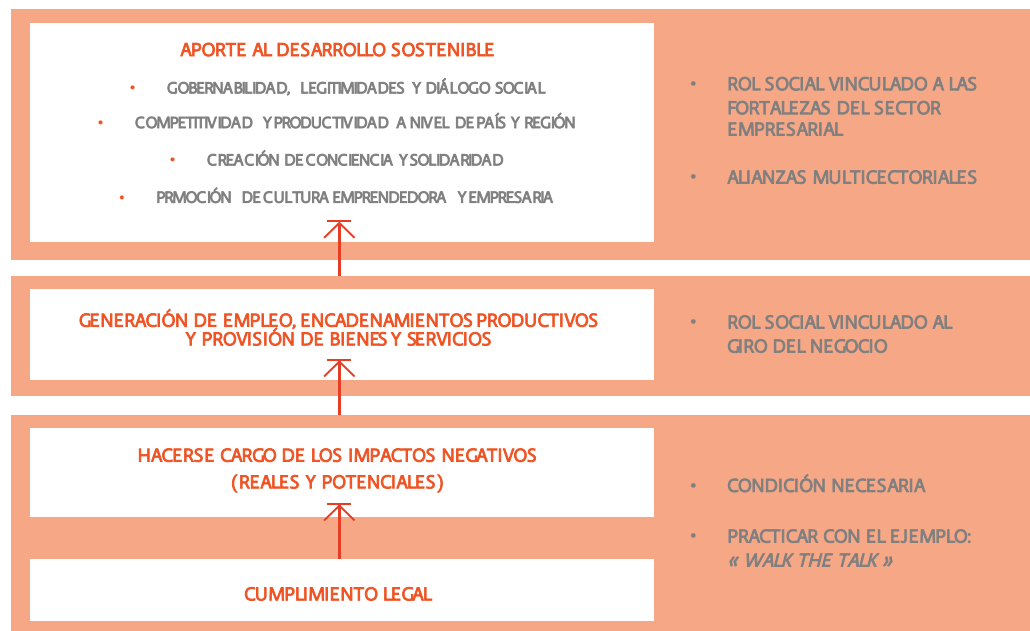 APORTE AL DESARROLLO SOSTENIBLE
• GOBERNABILIDAD, LEGITIMIDADES Y DIÁLOGO SOCIAL
• COMPETITIVIDAD Y PRODUCTIVIDAD A NIVEL DE PAÍS Y REGIÓN
• CREACIÓN DE CONCIENCIA Y SOLIDARIDAD
• PRMOCIÓN DE CULTURA EMPRENDEDORA Y EMPRESARIA
• ROL SOCIAL VINCULADO A LAS
FORTALEZAS DEL SECTOR
EMPRESARIAL
• ALIANZAS MULTICECTORIALES
GENERACIÓN DE EMPLEO, ENCADENAMIENTOS PRODUCTIVOS
Y PROVISIÓN DE BIENES Y SERVICIOS
• ROL SOCIAL VINCULADO AL
GIRO DEL NEGOCIO
HACERSE CARGO DE LOS IMPACTOS NEGATIVOS
(REALES Y POTENCIALES)
CUMPLIMIENTO LEGAL
• CONDICIÓN NECESARIA
• PRACTICAR CON EL EJEMPLO:
« WALK THE TALK »